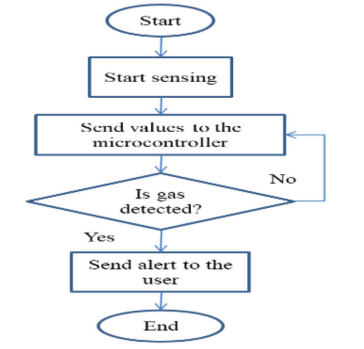 Start
Start sensing
Send values to the
microcontroller
No
Is gas
detected?
Yes
Send alert to the
user
End